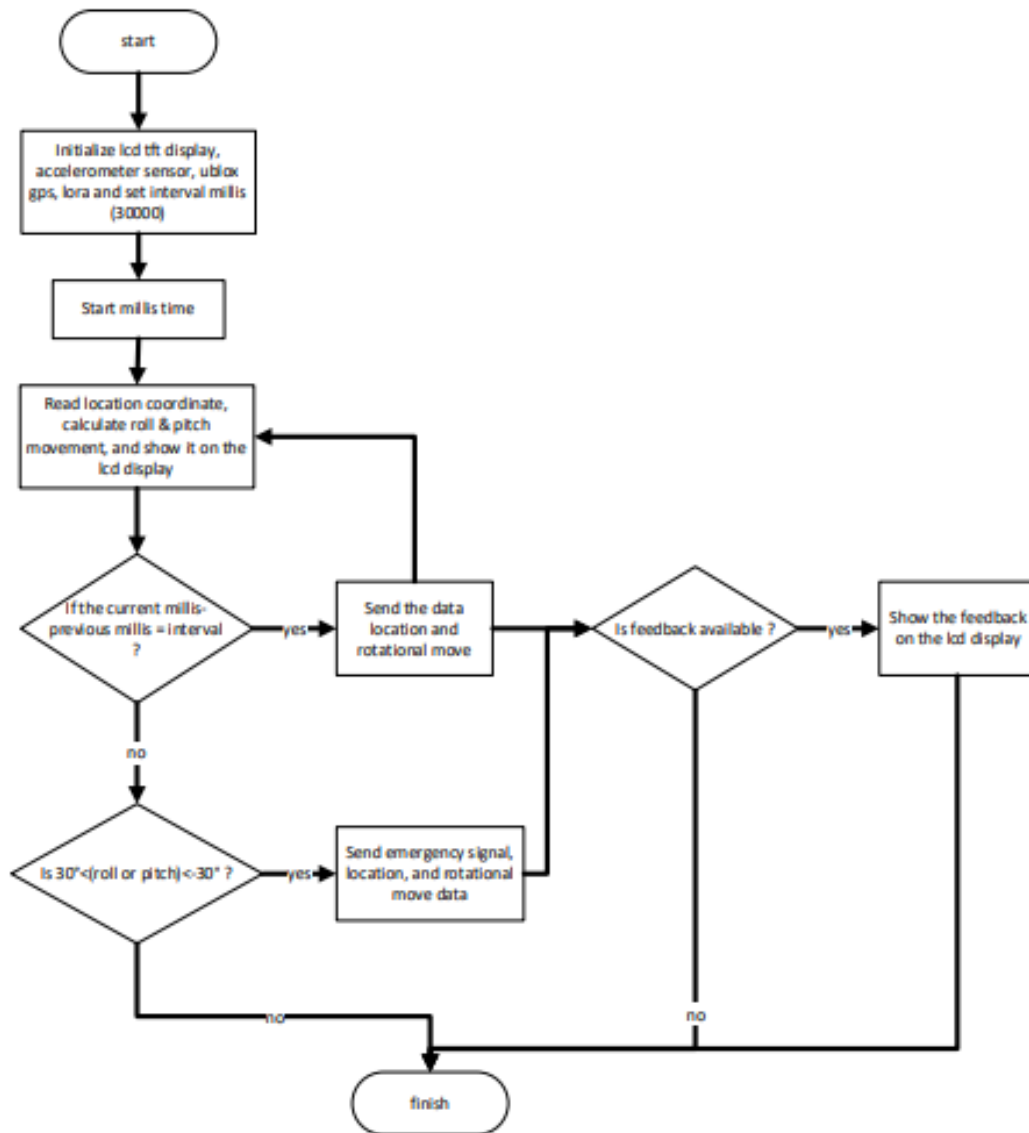 start
Initialize lcd tft display,
accelerometer sensor, ublox
gps, lora and set interval millis
(30000)
Start millis time
Read location coordinate,
calculate roll & pitch
movement, and show it on the
lcd display
If the current millis-
previous millis = interval
?
yes
Send the data
location and
rotational move
Is feedback available ?
yes
Show the feedback
on the lcd display
no
Is 30°<(roll or pitch)<-30° ?
yes
Send emergency signal,
location, and rotational
move data
no
no
finish